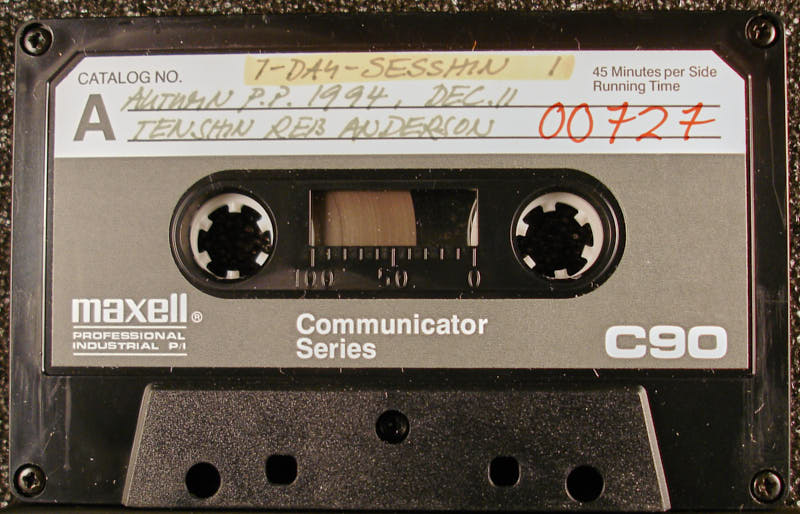 CATALOG NO. 7-DAY-SESSHIN 1
45 Minutes per Side
Running Time
A
AUTUMN P.P. 1994, DEC. 11
TENSHIN REB ANDERSON
00727
100 50 0
maxell®
PROFESSIONAL
INDUSTRIAL P/I
Communicator
Series
C90